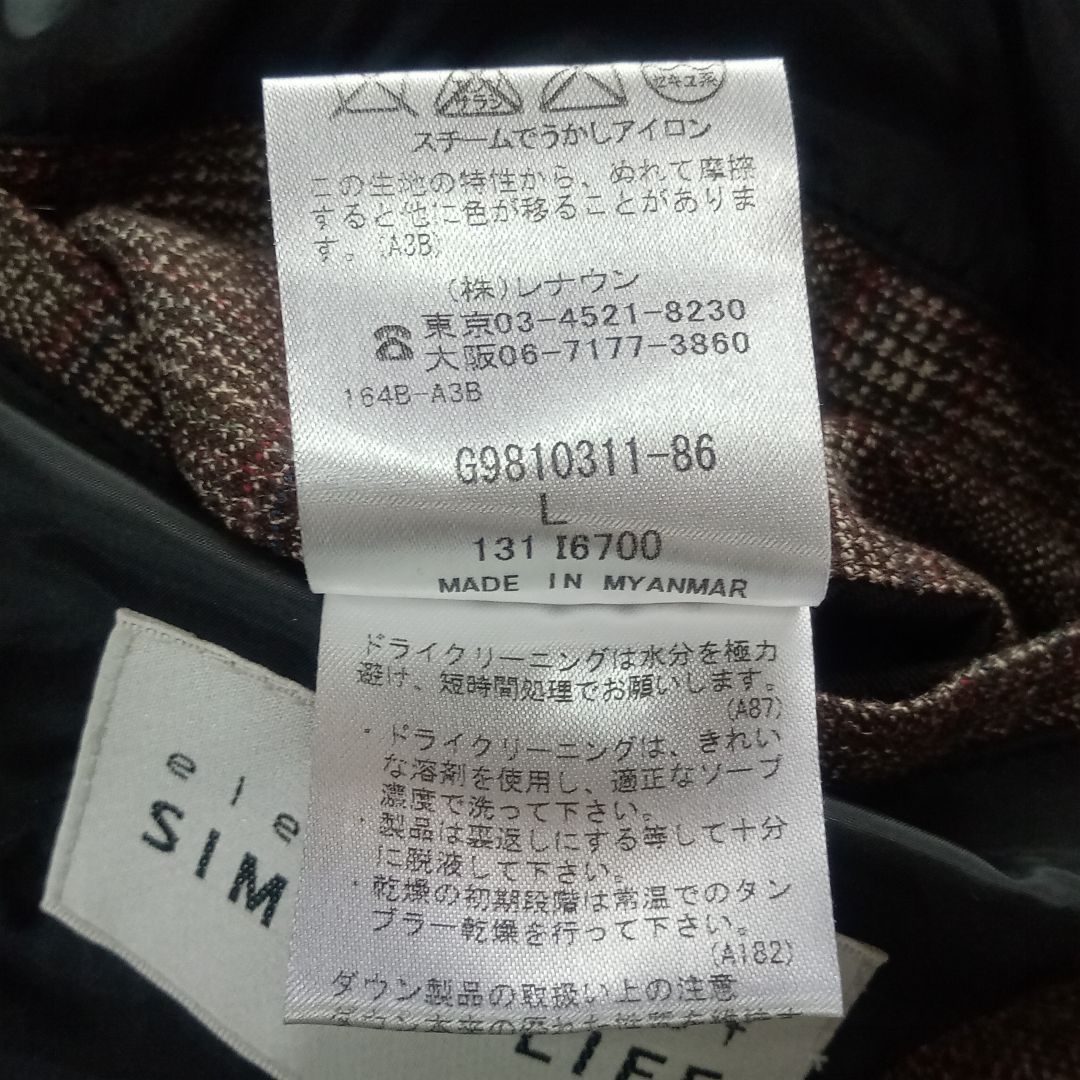 サラシ
セキユ系
スチームでうかしアイロン
この生地の特性から、ぬれて摩擦
すると他に色が移ることがありま
す。(A3B)
(株)レナウン
東京03-4521-8230
大阪06-7177-3860
164B-A3B
G9810311-86
L
131 I6700
MADE IN MYANMAR
ドライクリーニングは水分を極力
避け、短時間処理でお願いします。
(A87)
・ドライクリーニングは、きれい
な溶剤を使用し、適正なソープ
濃度で洗って下さい。
・製品は裏返しにする等して十分
に脱液して下さい。
・乾燥の初期段階は常温でのタン
ブラー乾燥を行って下さい。
(A182)
ダウン製品の取扱い上の注意
ele
SIM
LIFE